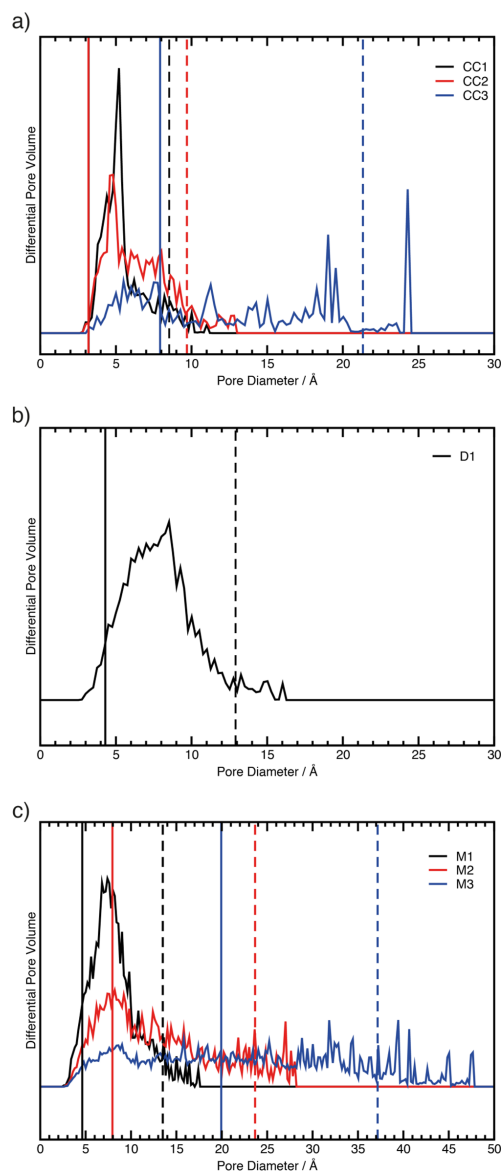 a)
CC1
CC2
CC3
Differential Pore Volume
0 5 10 15 20 25 30
Pore Diameter / Å
b)
D1
Differential Pore Volume
0 5 10 15 20 25 30
Pore Diameter / Å
c)
M1
M2
M3
Differential Pore Volume
0 5 10 15 20 25 30 35 40 45 50
Pore Diameter / Å